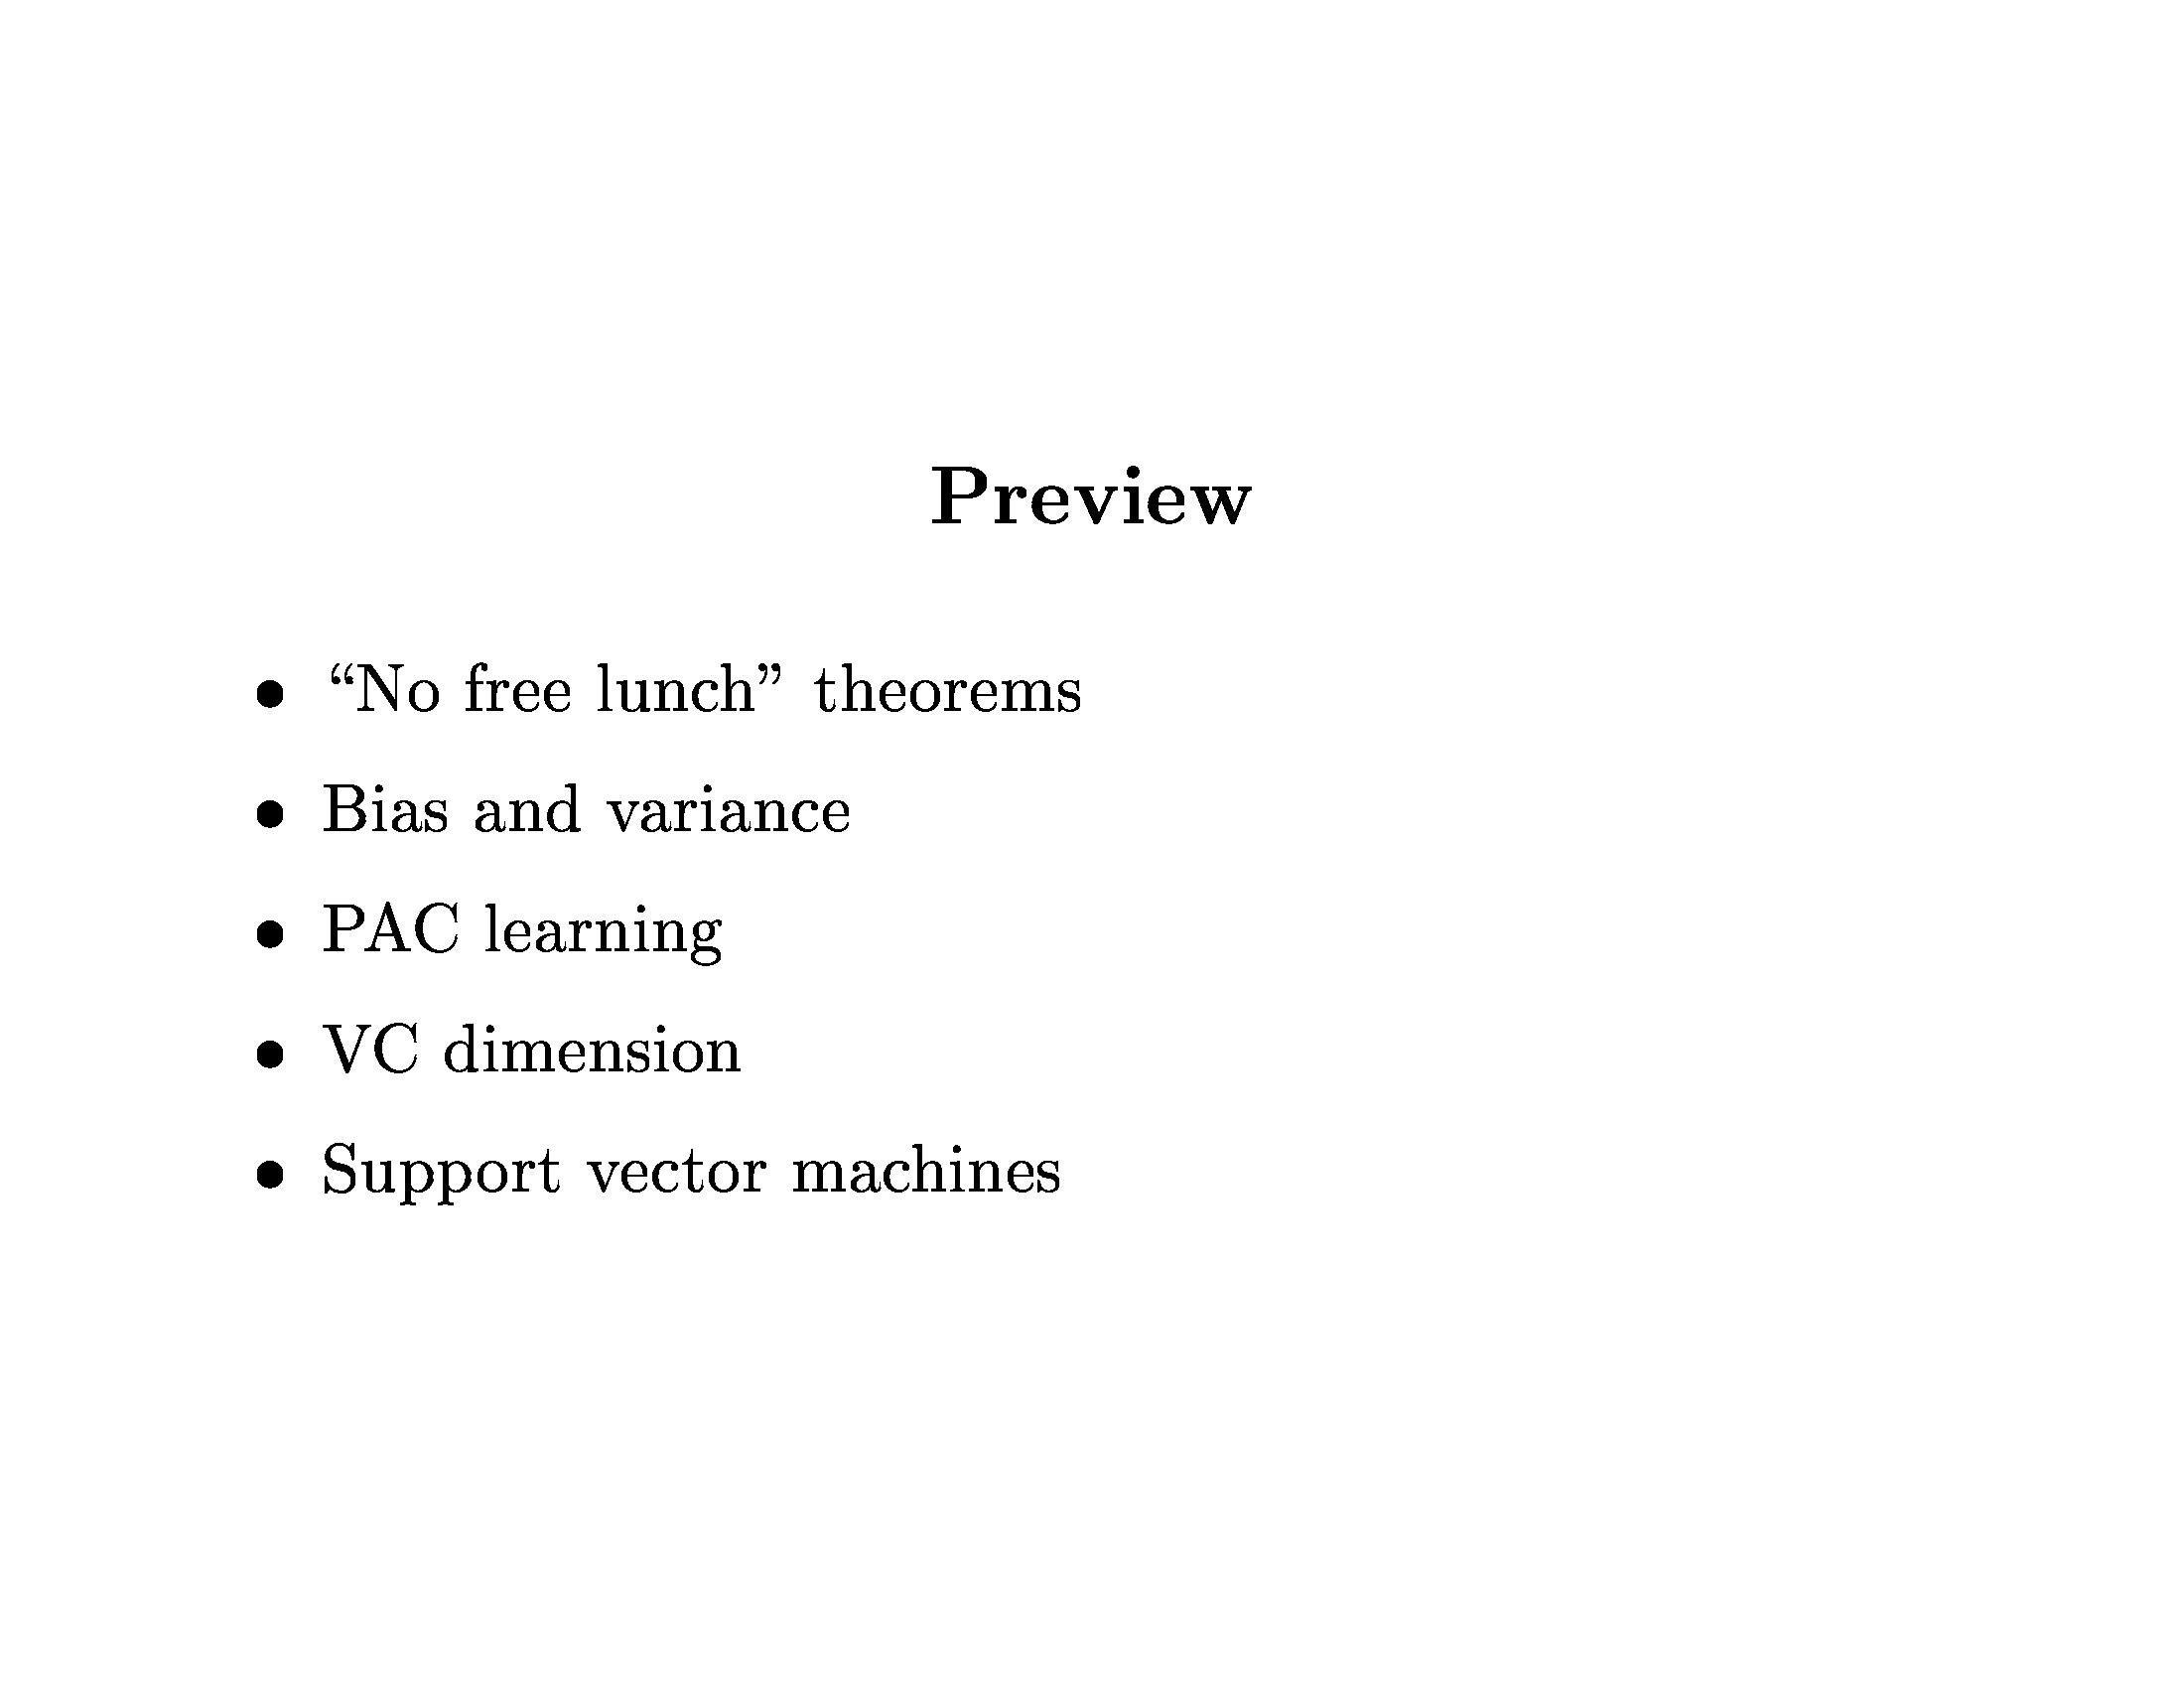 Preview
• “No free lunch” theorems
• Bias and variance
• PAC learning
• VC dimension
• Support vector machines